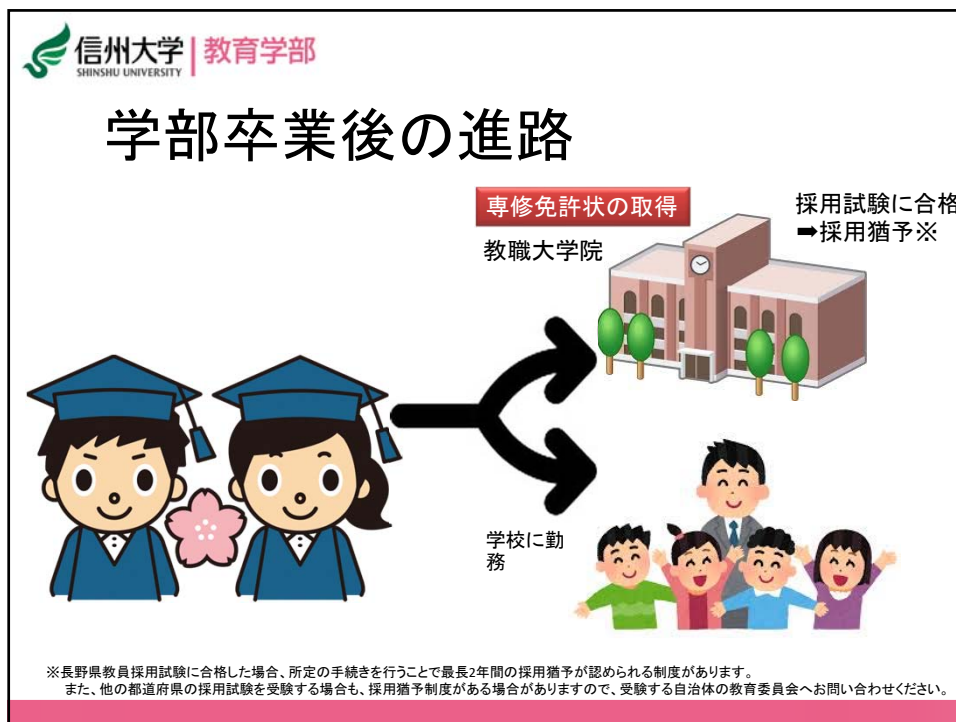 信州大学 教育学部
SHINSHU UNIVERSITY
学部卒業後の進路
専修免許状の取得
教職大学院
採用試験に合格
➡採用猶予※
学校に勤
務
※長野県教員採用試験に合格した場合、所定の手続きを行うことで最長2年間の採用猶予が認められる制度があります。
また、他の都道府県の採用試験を受験する場合も、採用猶予制度がある場合がありますので、受験する自治体の教育委員会へお問い合わせください。